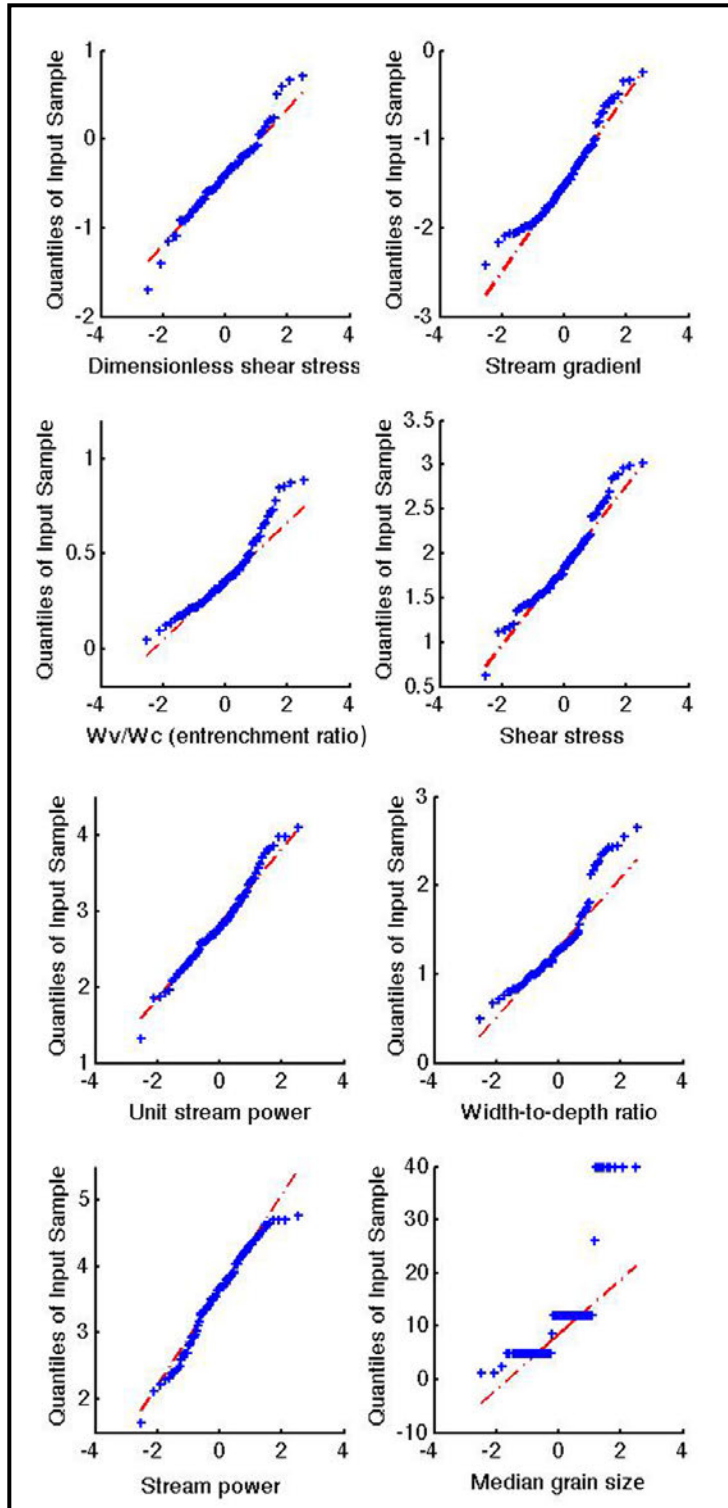 Quantiles of Input Sample
1
0
-1
-2
-4 -2 0 2 4
Dimensionless shear stress
Quantiles of Input Sample
-0
-1
-2
-3
-4 -2 0 2 4
Stream gradient
Quantiles of Input Sample
1
0.5
0
-4 -2 0 2 4
Wv/Wc (entrenchment ratio)
Quantiles of Input Sample
3.5
3
2.5
2
1.5
1
0.5
-4 -2 0 2 4
Shear stress
Quantiles of Input Sample
4
3
2
1
-4 -2 0 2 4
Unit stream power
Quantiles of Input Sample
3
2
1
0
-4 -2 0 2 4
Width-to-depth ratio
Quantiles of Input Sample
5
4
3
2
-4 -2 0 2 4
Stream power
Quantiles of Input Sample
40
30
20
10
0
-10
-4 -2 0 2 4
Median grain size